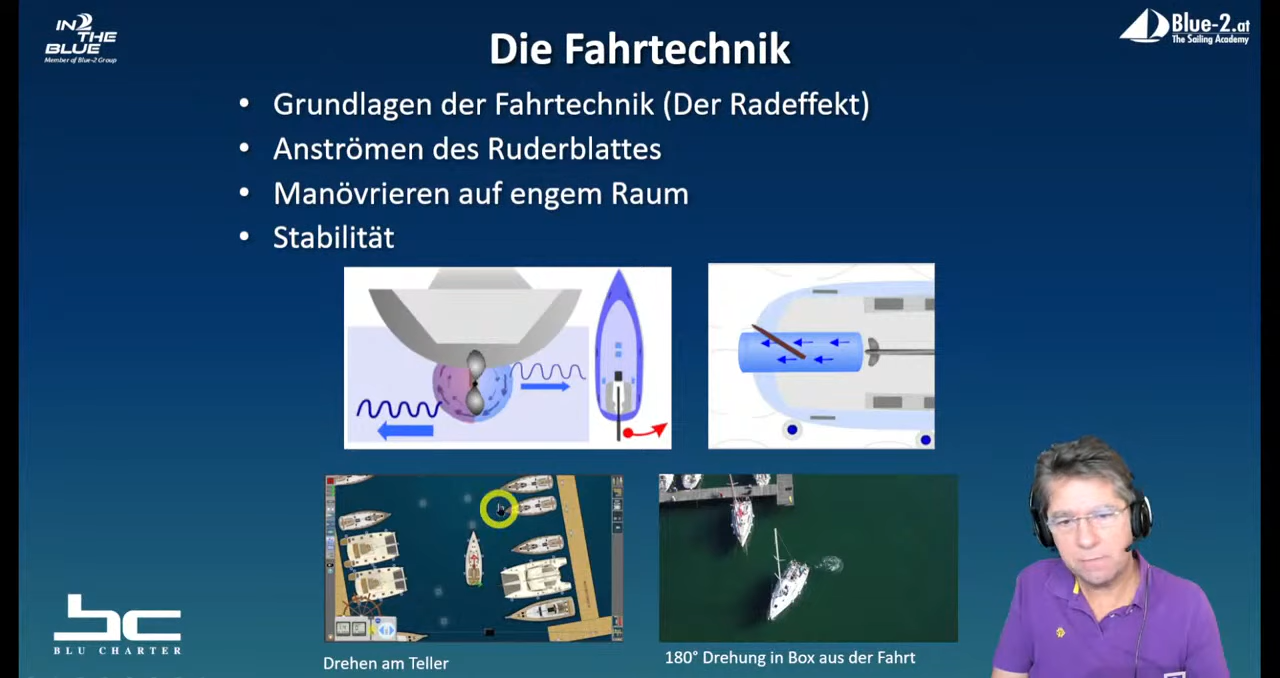 IN2
THE
BLUE
Member of Blue-2 Group
Die Fahrtechnik
Blue-2.at
The Sailing Academy
• Grundlagen der Fahrtechnik (Der Radeffekt)
• Anströmen des Ruderblattes
• Manövrieren auf engem Raum
• Stabilität
bc
BLU CHARTER
Drehen am Teller
180° Drehung in Box aus der Fahrt